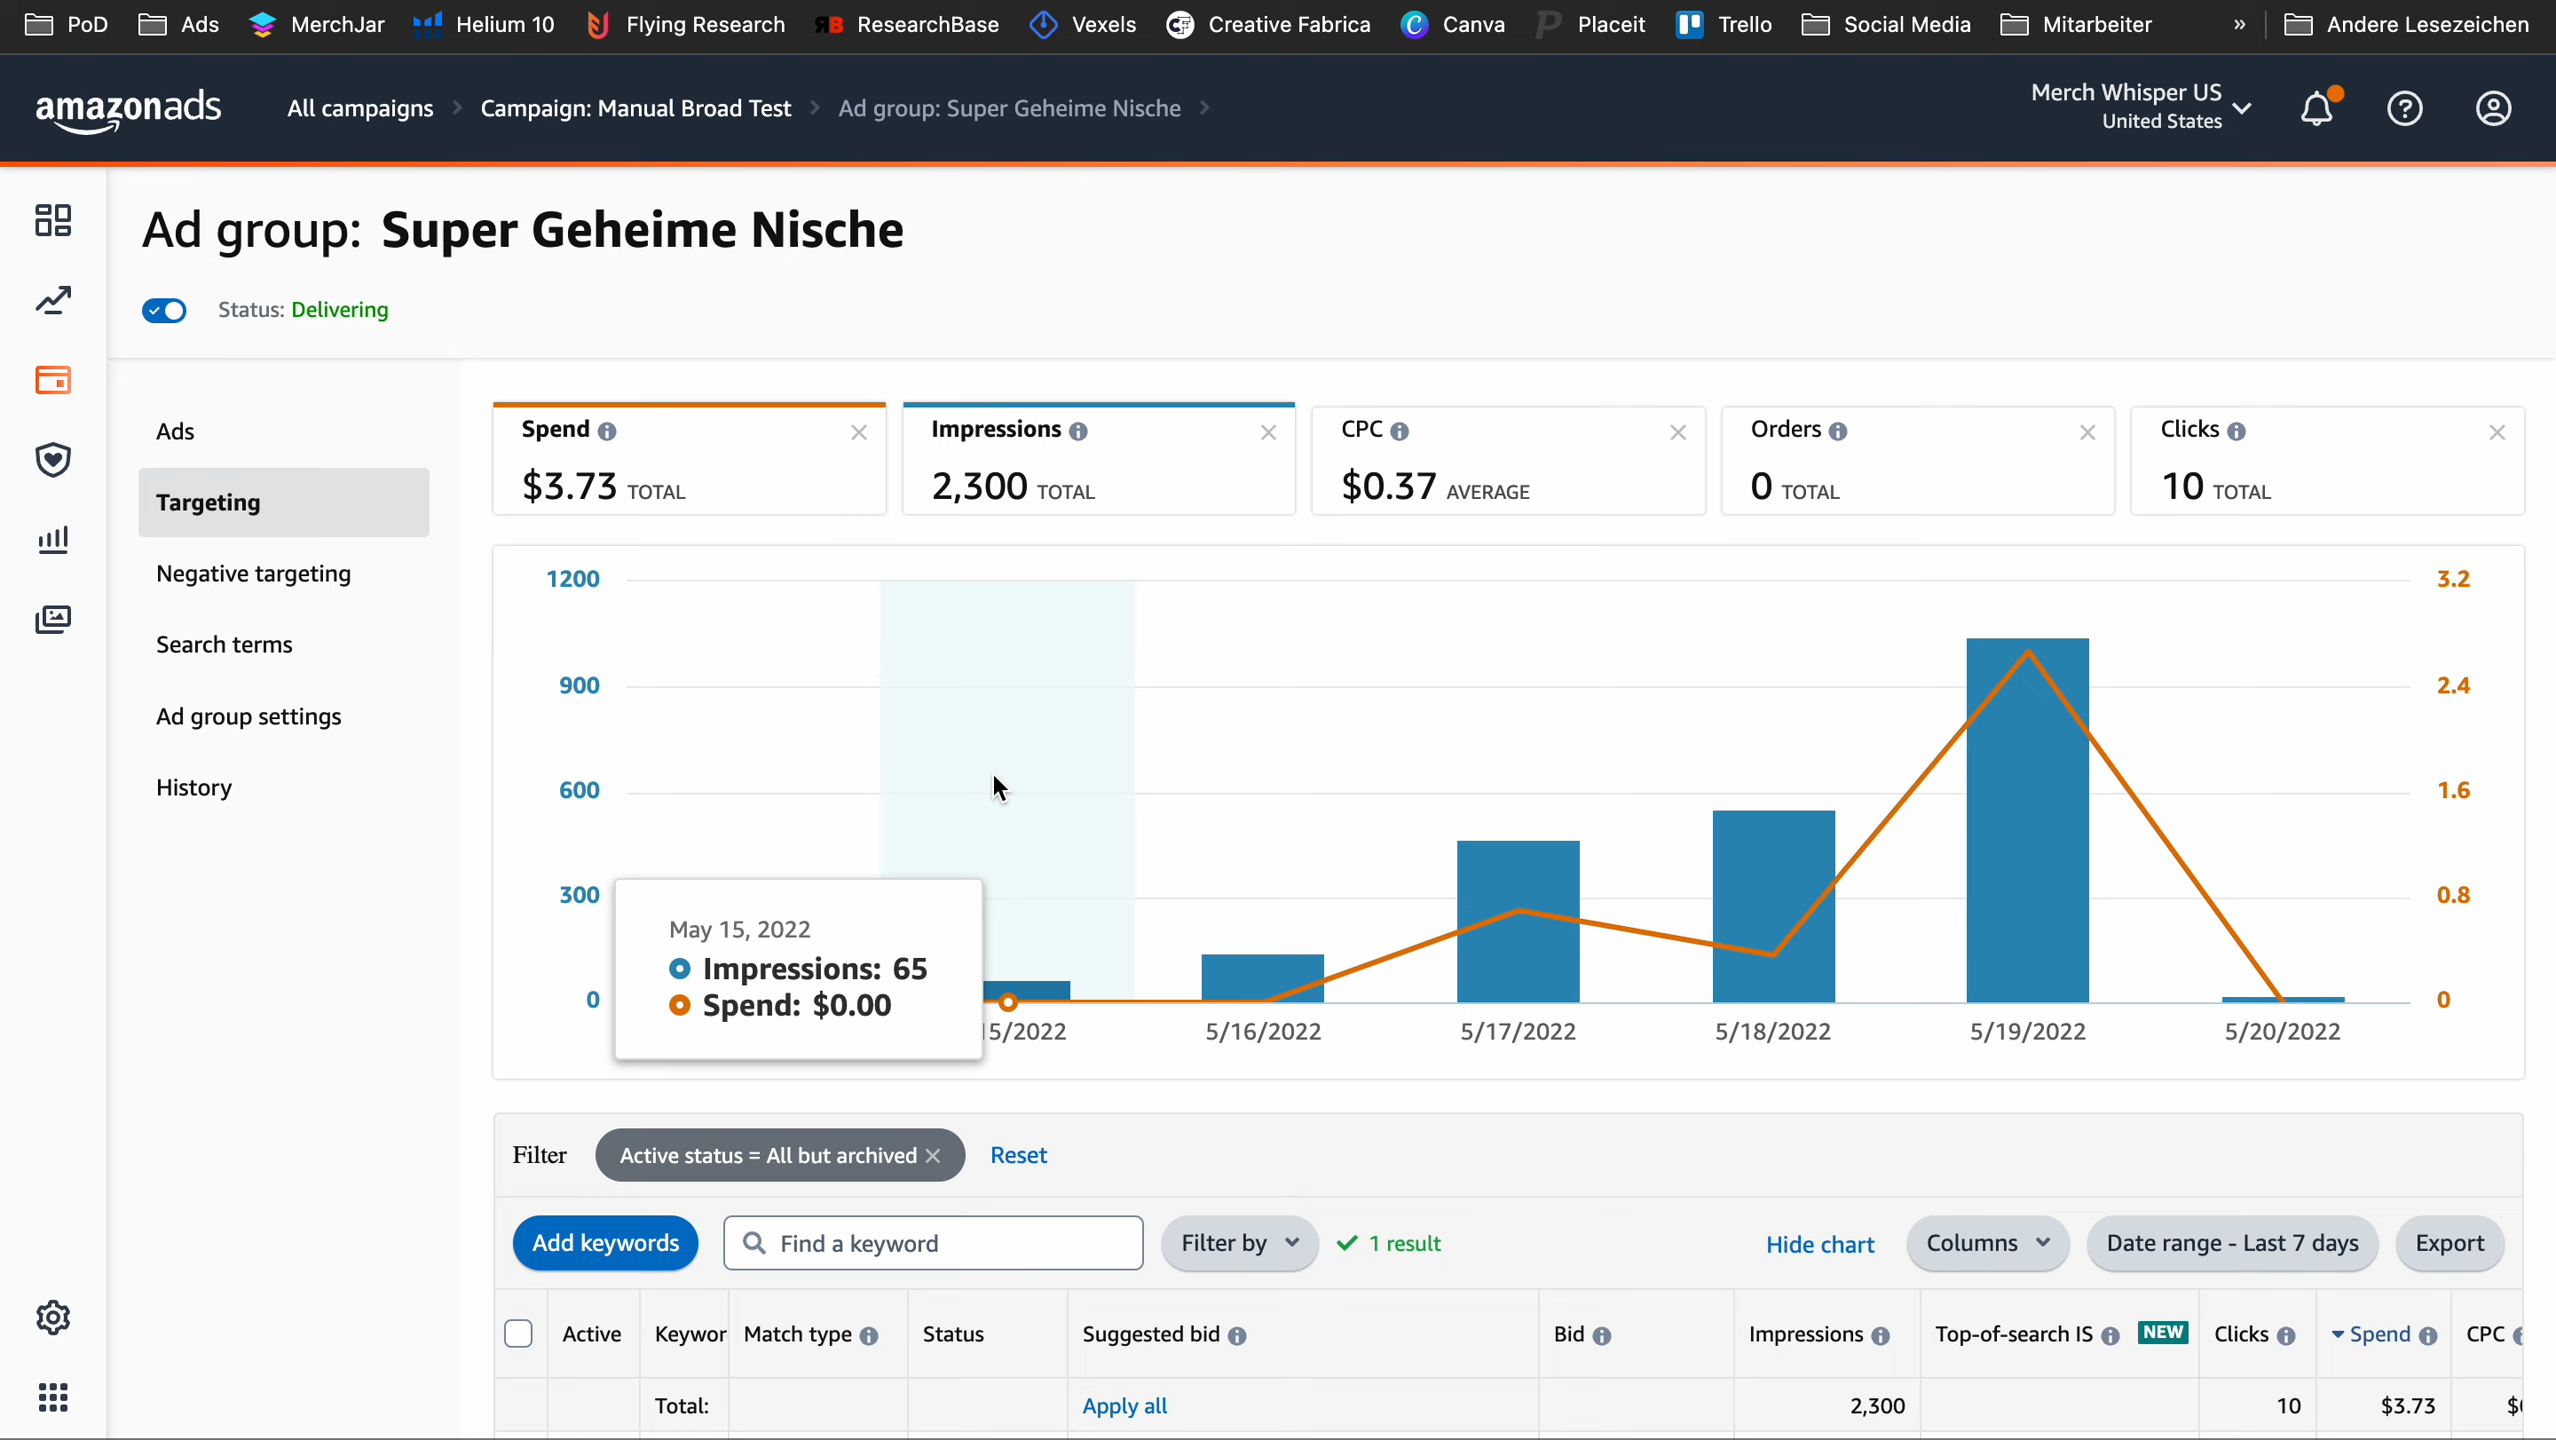 PoD Ads MerchJar Helium 10 Flying Research ResearchBase Vexels Creative Fabrica Canva Placeit Trello Social Media Mitarbeiter » Andere Lesezeichen
amazonads All campaigns Campaign: Manual Broad Test Ad group: Super Geheime Nische
Merch Whisper US
United States
Ad group: Super Geheime Nische
Status: Delivering
Ads
Targeting
Negative targeting
Search terms
Ad group settings
History
Spend
$3.73 TOTAL
Impressions
2,300 TOTAL
CPC
$0.37 AVERAGE
Orders
0 TOTAL
Clicks
10 TOTAL
1200 3.2
900 2.4
600 1.6
300 0.8
0 0
May 15, 2022
Impressions: 65
Spend: $0.00
15/2022 5/16/2022 5/17/2022 5/18/2022 5/19/2022 5/20/2022
Filter Active status = All but archived Reset
Add keywords Find a keyword Filter by 1 result Hide chart Columns Date range - Last 7 days Export
Active Keywor Match type Status Suggested bid Bid Impressions Top-of-search IS NEW Clicks Spend CPC
Total: Apply all 2,300 10 $3.73